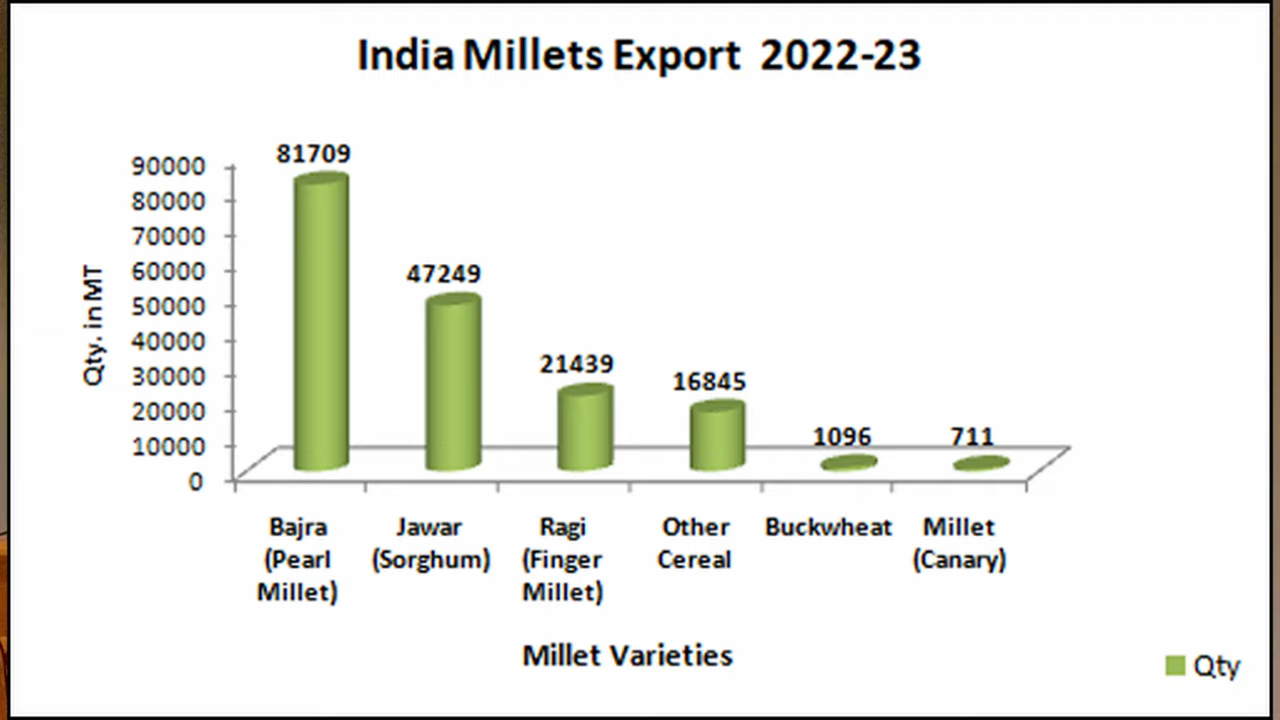 India Millets Export 2022-23
Qty. in MT
90000
80000
70000
60000
50000
40000
30000
20000
10000
0
81709
47249
21439
16845
1096
711
Bajra
(Pearl
Millet)
Jawar
(Sorghum)
Ragi
(Finger
Millet)
Other
Cereal
Buckwheat
Millet
(Canary)
Millet Varieties
Qty